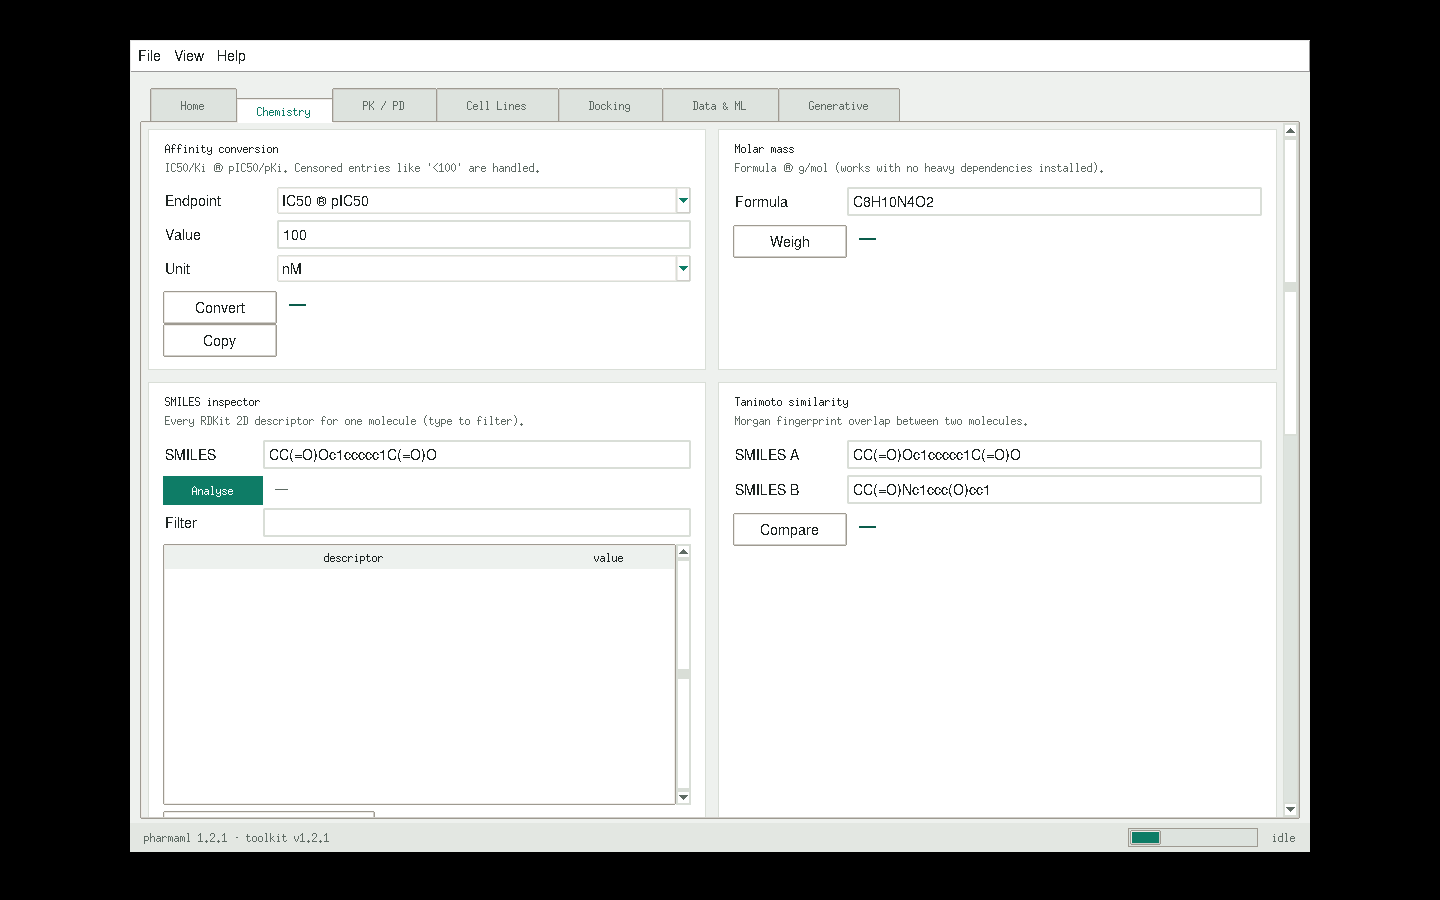 File View Help
Home Chemistry PK / PD Cell Lines Docking Data & ML Generative
Affinity conversion
IC50/Ki ® pIC50/pKi. Censored entries like '<100' are handled.
Endpoint IC50 ® pIC50
Value 100
Unit nM
Convert —
Copy
Molar mass
Formula ® g/mol (works with no heavy dependencies installed).
Formula C8H10N4O2
Weigh —
SMILES inspector
Every RDKit 2D descriptor for one molecule (type to filter).
SMILES CC(=O)Oc1ccccc1C(=O)O
Analyse —
Filter
descriptor value
Tanimoto similarity
Morgan fingerprint overlap between two molecules.
SMILES A CC(=O)Oc1ccccc1C(=O)O
SMILES B CC(=O)Nc1ccc(O)cc1
Compare —
pharmaml 1.2.1 · toolkit v1.2.1 idle